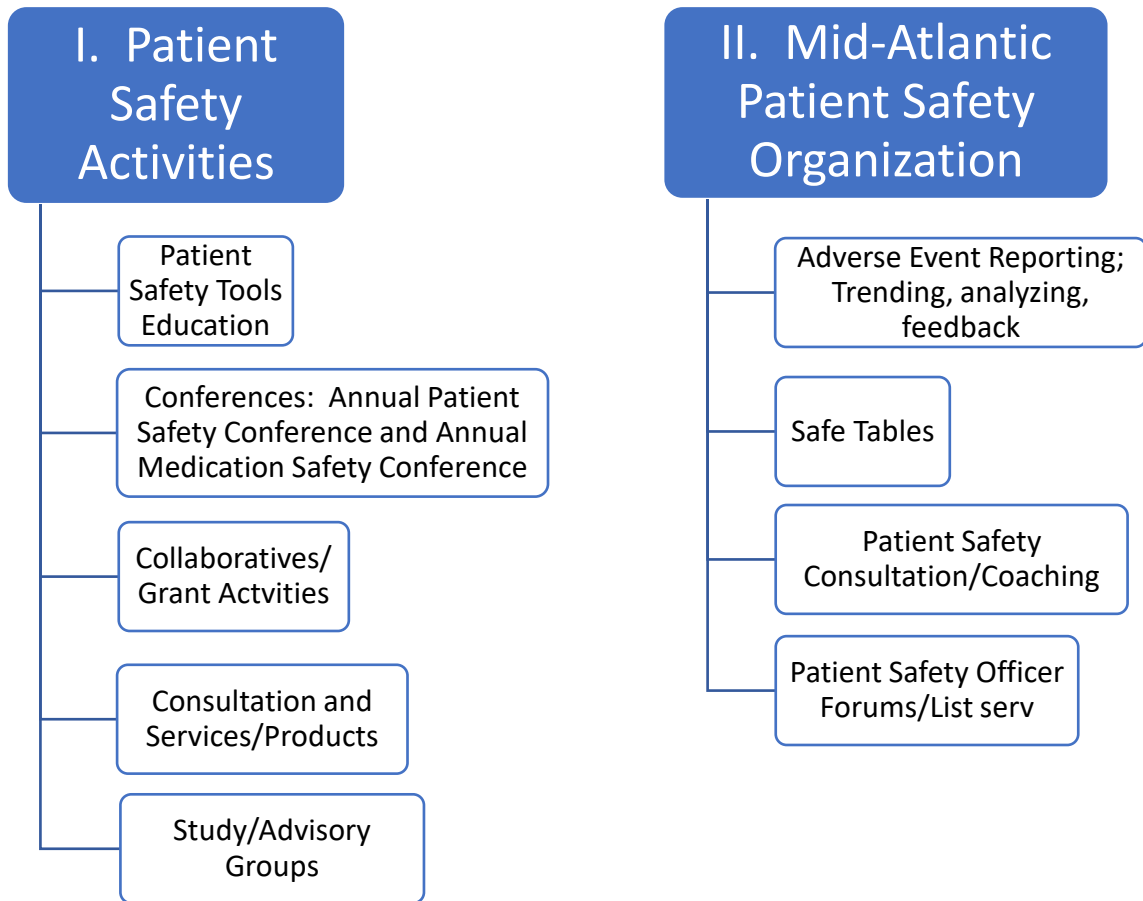 I. Patient
Safety
Activities
Patient
Safety Tools
Education
Conferences: Annual Patient
Safety Conference and Annual
Medication Safety Conference
Collaboratives/
Grant Actvities
Consultation and
Services/Products
Study/Advisory
Groups
II. Mid-Atlantic
Patient Safety
Organization
Adverse Event Reporting;
Trending, analyzing,
feedback
Safe Tables
Patient Safety
Consultation/Coaching
Patient Safety Officer
Forums/List serv